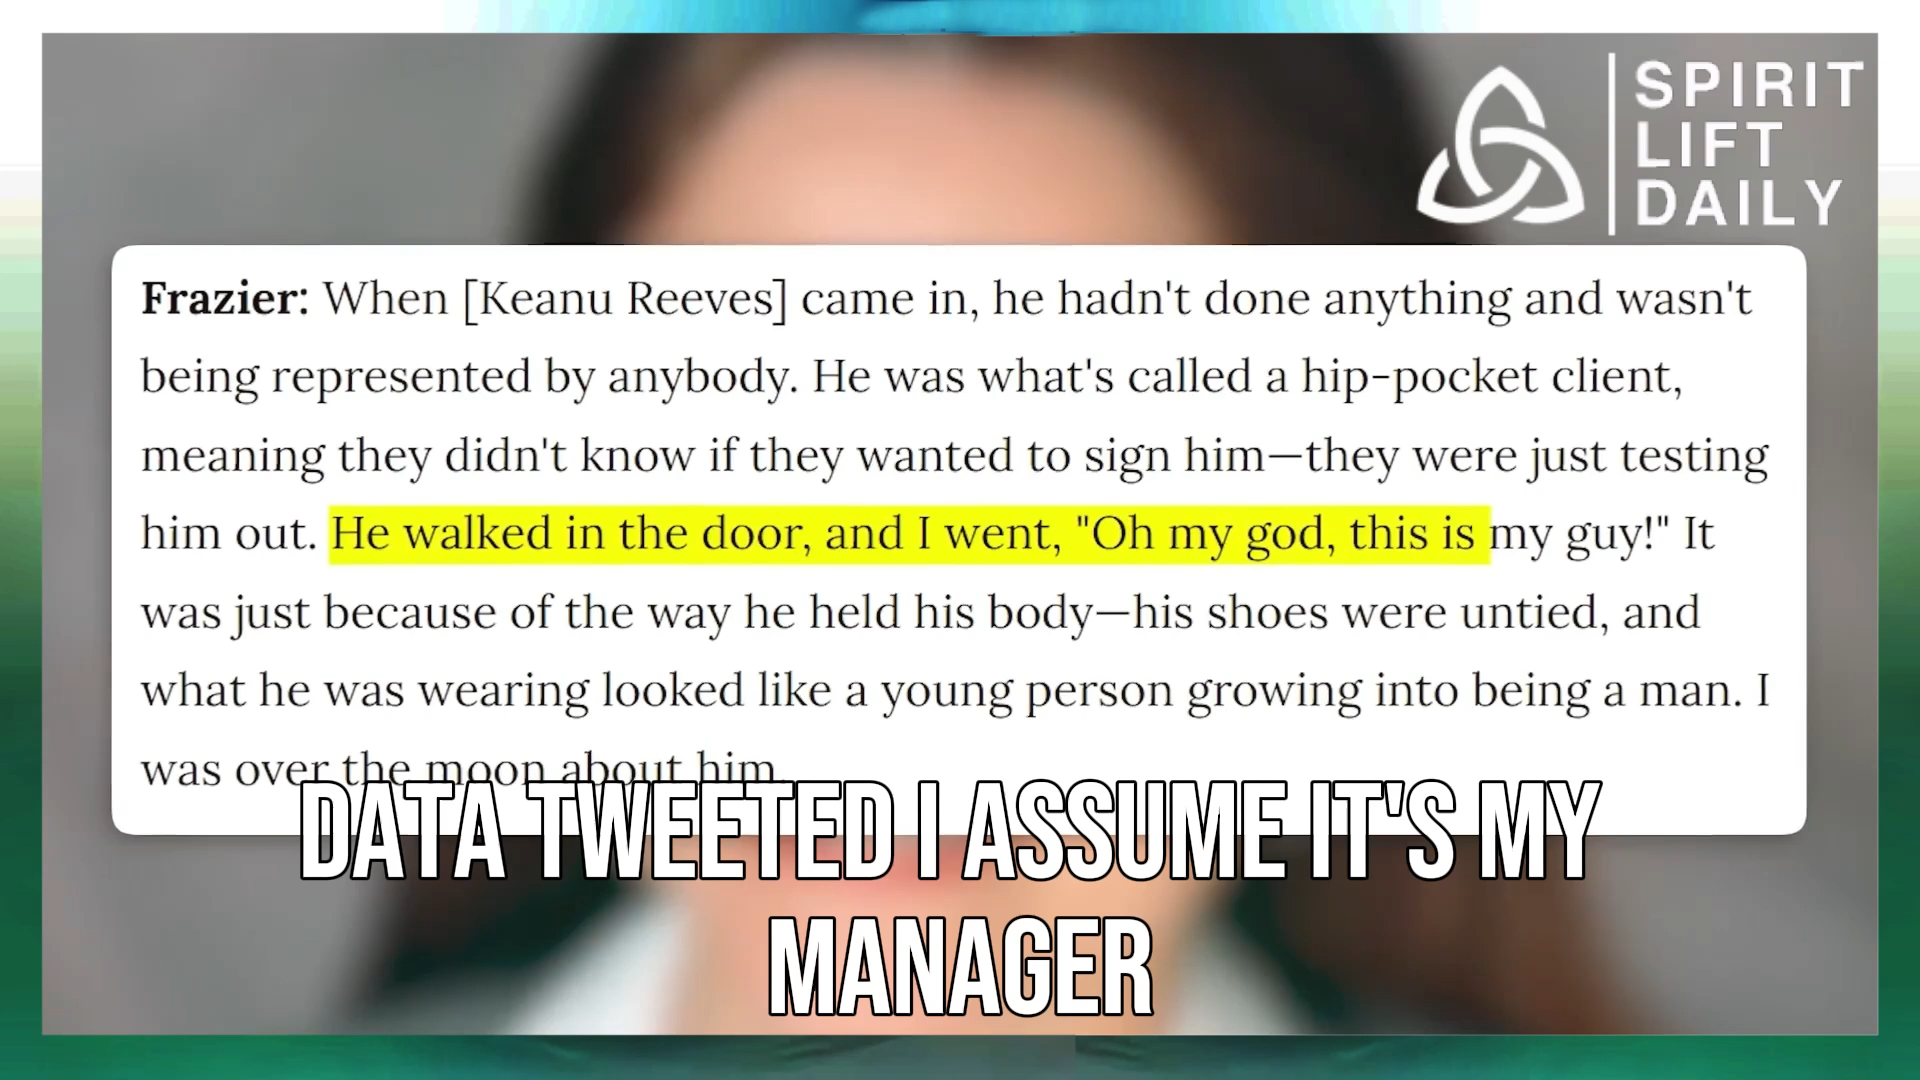 SPIRIT
LIFT
DAILY
Frazier: When [Keanu Reeves] came in, he hadn't done anything and wasn't
being represented by anybody. He was what's called a hip-pocket client,
meaning they didn't know if they wanted to sign him—they were just testing
him out. He walked in the door, and I went, "Oh my god, this is my guy!" It
was just because of the way he held his body—his shoes were untied, and
what he was wearing looked like a young person growing into being a man. I
was over the moon about him.
DATA TWEETED I ASSUME IT'S MY
MANAGER